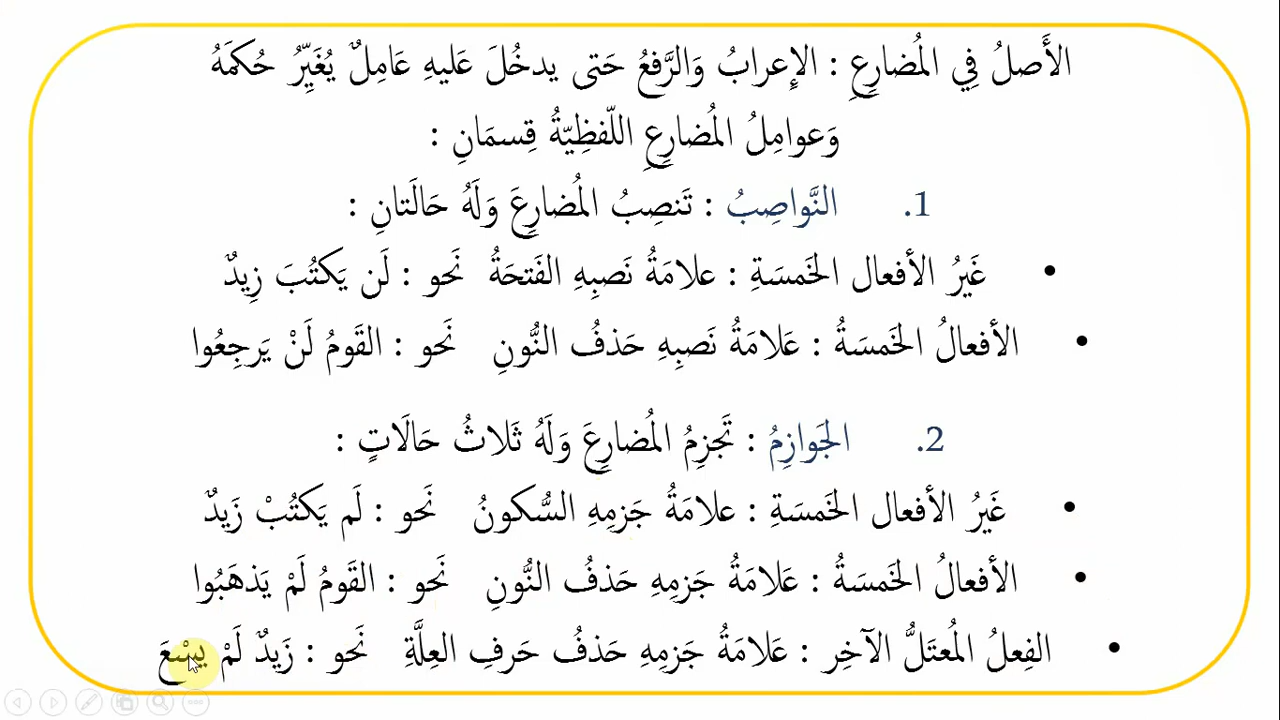 الأَصلُ فِي المُضارِعِ : الإِعرابُ وَالرَّفعُ حَتى يدخُلَ عَليهِ عَامِلٌ يُغَيِّرُ حُكمَهُ
وَعوامِلُ المُضارِعِ اللّفظِيّةُ قِسمَانِ :
1. النَّواصِبُ : تَنصِبُ المُضارِعَ وَلَهُ حَالَتانِ :
• غَيرُ الأفعال الخَمسَةِ : علامَةُ نَصبِهِ الفَتحَةُ نَحو : لَن يَكتُبَ زِيدٌ
• الأفعالُ الخَمسَةُ : عَلامَةُ نَصبِهِ حَذفُ النُّونِ نَحو : القَومُ لَنْ يَرجِعُوا
2. الجَوازِمُ : تَجزِمُ المُضارِعَ وَلَهُ ثَلاثُ حَالَاتٍ :
• غَيرُ الأفعال الخَمسَةِ : علامَةُ جَزمِهِ السُّكونُ نَحو : لَم يَكتُبْ زَيدٌ
• الأفعالُ الخَمسَةُ : عَلامَةُ جَزمِهِ حَذفُ النُّونِ نَحو : القَومُ لَمْ يَذهَبُوا
• الفِعلُ المُعتَلُّ الآخِرِ : عَلامَةُ جَزمِهِ حَذفُ حَرفِ العِلَّةِ نَحو : زَيدٌ لَمْ يسْعَ